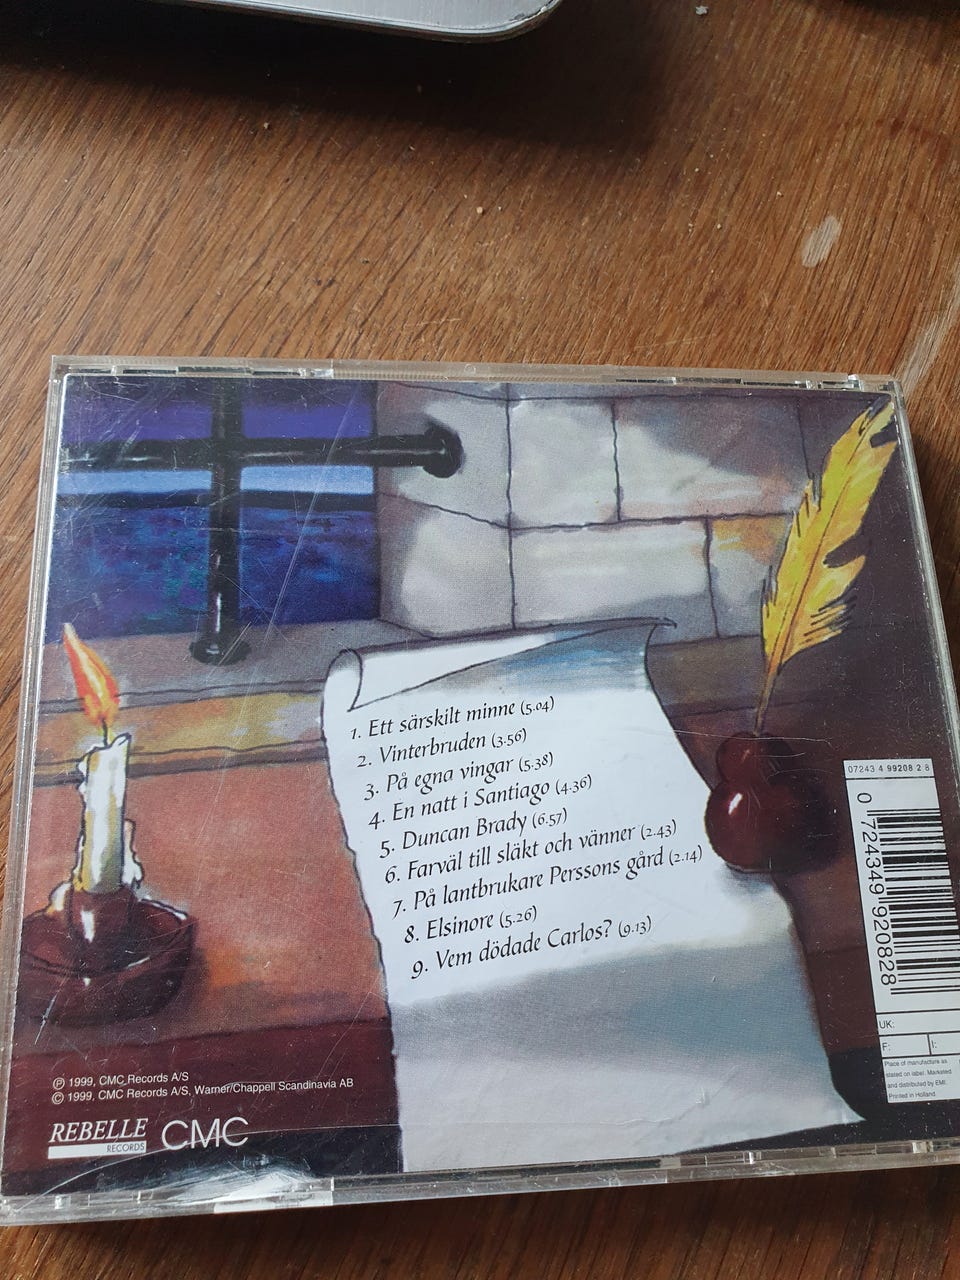 1. Ett särskilt minne (5.04)
2. Vinterbruden (3.56)
3. På egna vingar (5.38)
4. En natt i Santiago (4.36)
5. Duncan Brady (6.57)
6. Farväl till släkt och vänner (2.43)
7. På lantbrukare Perssons gård (2.14)
8. Elsinore (5.26)
9. Vem dödade Carlos? (9.13)
07243 4 99208 2 8
0 724349 920828
UK:
F: I:
Place of manufacture as
stated on label. Marketed
and distributed by EMI.
Printed in Holland
℗ 1999, CMC Records A/S
© 1999, CMC Records A/S, Warner/Chappell Scandinavia AB
REBELLE
RECORDS
CMC